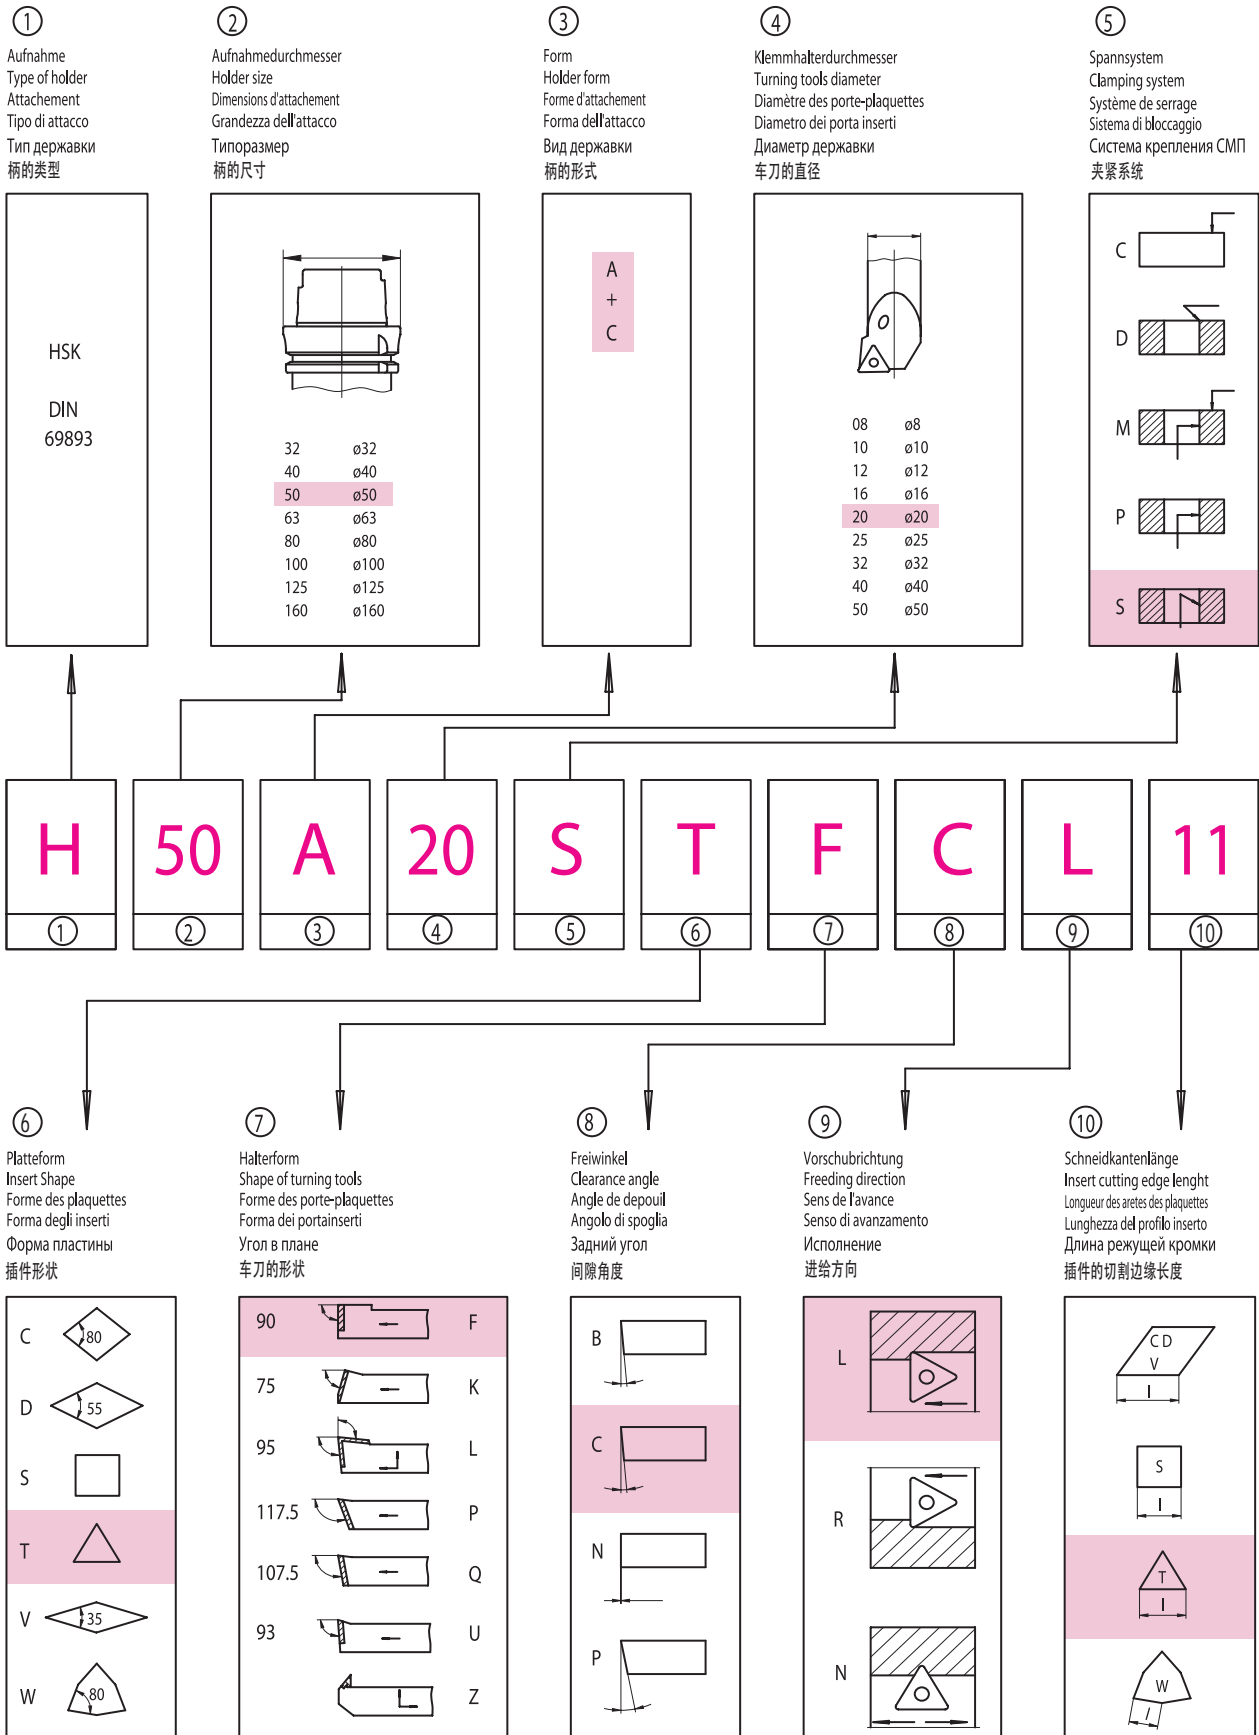 1
Aufnahme
Type of holder
Attachement
Tipo di attacco
Тип державки
柄的类型
HSK
DIN
69893
2
Aufnahmedurchmesser
Holder size
Dimensions d'attachement
Grandezza dell'attacco
Типоразмер
柄的尺寸
32 ø32
40 ø40
50 ø50
63 ø63
80 ø80
100 ø100
125 ø125
160 ø160
3
Form
Holder form
Forme d'attachement
Forma dell'attacco
Вид державки
柄的形式
A
+
C
4
Klemmhalterdurchmesser
Turning tools diameter
Diamètre des porte-plaquettes
Diametro dei porta inserti
Диаметр державки
车刀的直径
08 ø8
10 ø10
12 ø12
16 ø16
20 ø20
25 ø25
32 ø32
40 ø40
50 ø50
5
Spannsystem
Clamping system
Système de serrage
Sistema di bloccaggio
Система крепления СМП
夹紧系统
C
D
M
P
S
H 50 A 20 S T F C L 11
1 2 3 4 5 6 7 8 9 10
6
Platteform
Insert Shape
Forme des plaquettes
Forma degli inserti
Форма пластины
插件形状
C 80
D 55
S
T
V 35
W 80
7
Halterform
Shape of turning tools
Forme des porte-plaquettes
Forma dei portainserti
Угол в плане
车刀的形状
90 F
75 K
95 L
117.5 P
107.5 Q
93 U
Z
8
Freiwinkel
Clearance angle
Angle de depouil
Angolo di spoglia
Задний угол
间隙角度
B
C
N
P
9
Vorschubrichtung
Freeding direction
Sens de l'avance
Senso di avanzamento
Исполнение
进给方向
L
R
N
10
Schneidkantenlänge
Insert cutting edge lenght
Longueur des aretes des plaquettes
Lunghezza del profilo inserto
Длина режущей кромки
插件的切割边缘长度
C D
V
l
S
l
T
l
W
l